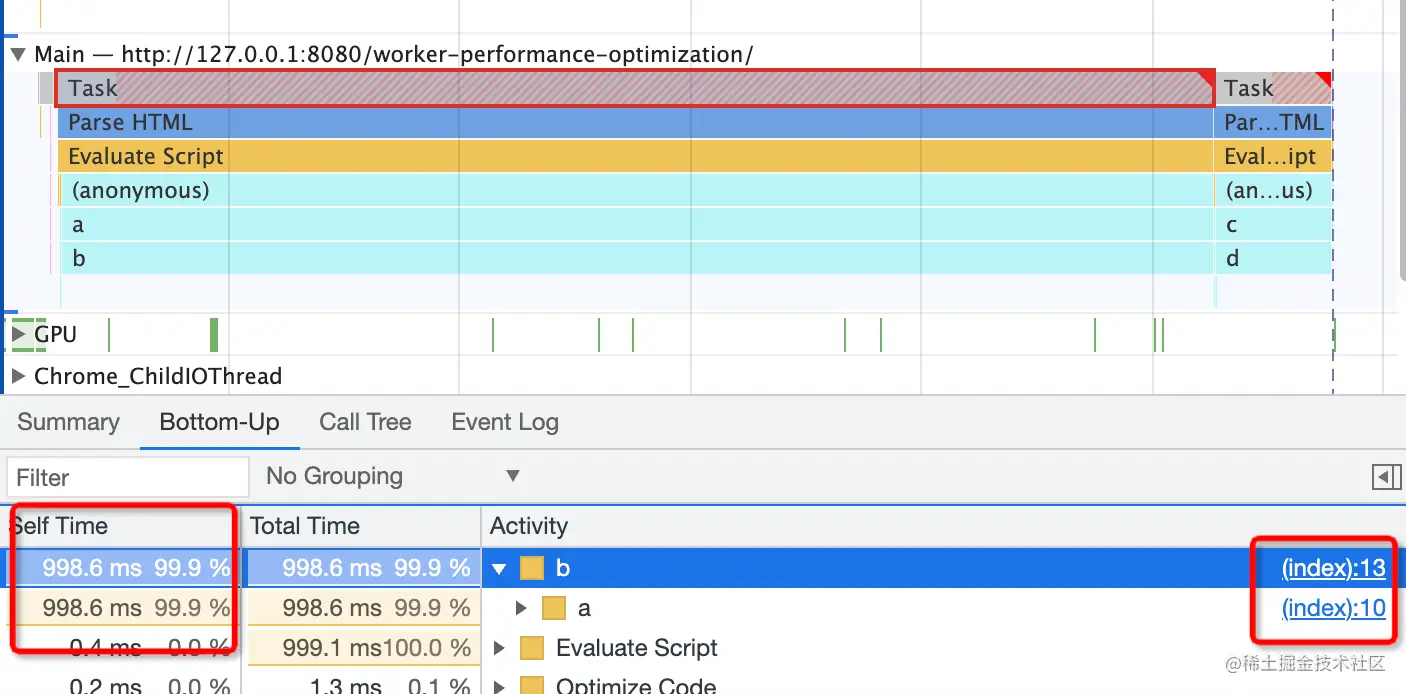 Main — http://127.0.0.1:8080/worker-performance-optimization/
Task Task
Parse HTML Par…TML
Evaluate Script Eval…ipt
(anonymous) (an…us)
a c
b d
GPU
Chrome_ChildIOThread
Summary Bottom-Up Call Tree Event Log
Filter No Grouping
Self Time Total Time Activity
998.6 ms 99.9 % 998.6 ms 99.9 % b (index):13
998.6 ms 99.9 % 998.6 ms 99.9 % a (index):10
0.4 ms 0.0 % 999.1 ms 100.0 % Evaluate Script
0.2 ms 0.0 % 1.3 ms 0.1 % Optimize Code
@稀土掘金技术社区